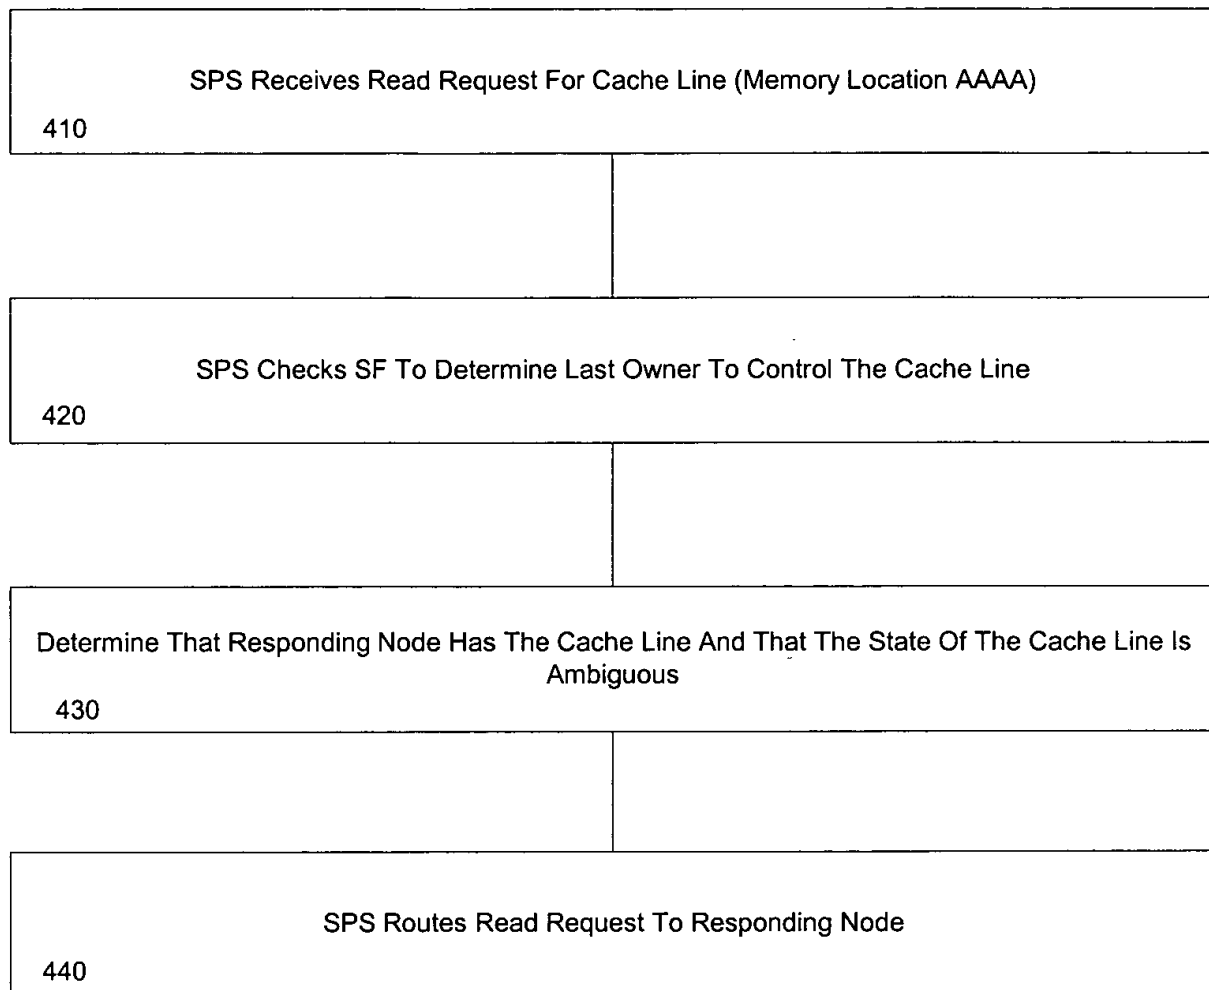 SPS Receives Read Request For Cache Line (Memory Location AAAA)
410
SPS Checks SF To Determine Last Owner To Control The Cache Line
420
Determine That Responding Node Has The Cache Line And That The State Of The Cache Line Is
Ambiguous
430
SPS Routes Read Request To Responding Node
440